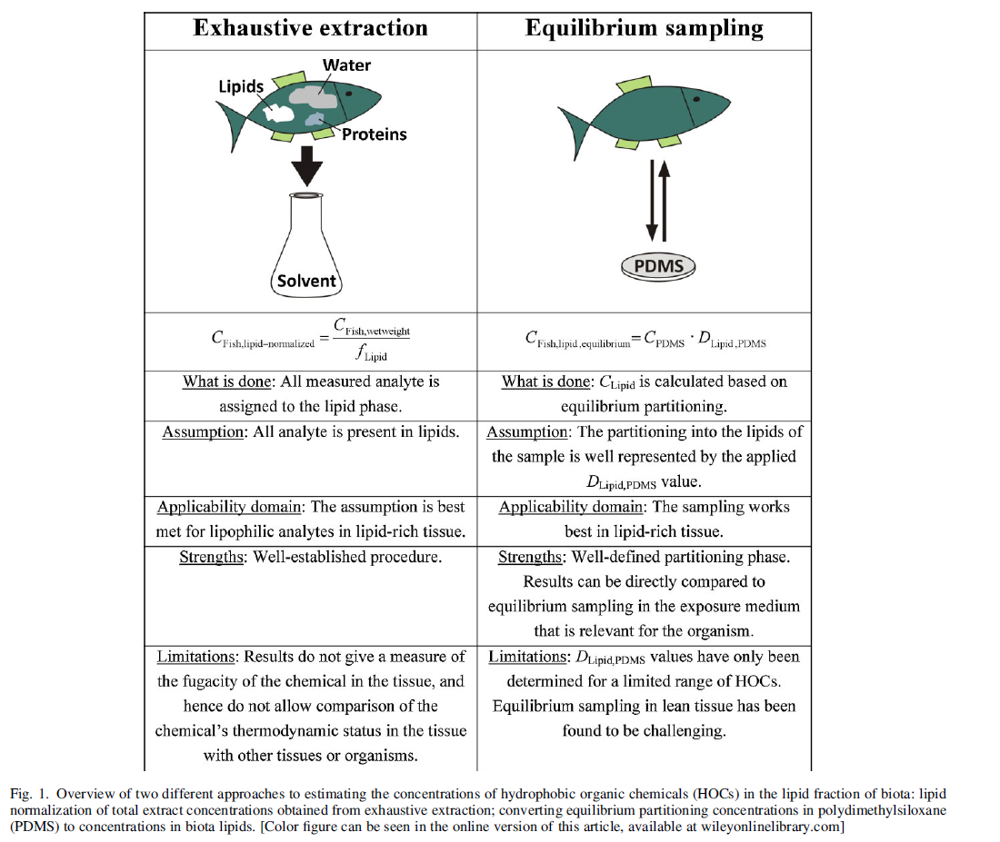 Exhaustive extraction
Equilibrium sampling
Water
Lipids
Proteins
Solvent
PDMS
C_Fish,lipid–normalized = C_Fish,wetweight / f_Lipid
C_Fish,lipid,equilibrium = C_PDMS · D_Lipid,PDMS
What is done: All measured analyte is
assigned to the lipid phase.
What is done: C_Lipid is calculated based on
equilibrium partitioning.
Assumption: All analyte is present in lipids.
Assumption: The partitioning into the lipids of
the sample is well represented by the applied
D_Lipid,PDMS value.
Applicability domain: The assumption is best
met for lipophilic analytes in lipid-rich tissue.
Applicability domain: The sampling works
best in lipid-rich tissue.
Strengths: Well-established procedure.
Strengths: Well-defined partitioning phase.
Results can be directly compared to
equilibrium sampling in the exposure medium
that is relevant for the organism.
Limitations: Results do not give a measure of
the fugacity of the chemical in the tissue, and
hence do not allow comparison of the
chemical's thermodynamic status in the tissue
with other tissues or organisms.
Limitations: D_Lipid,PDMS values have only been
determined for a limited range of HOCs.
Equilibrium sampling in lean tissue has been
found to be challenging.
Fig. 1. Overview of two different approaches to estimating the concentrations of hydrophobic organic chemicals (HOCs) in the lipid fraction of biota: lipid
normalization of total extract concentrations obtained from exhaustive extraction; converting equilibrium partitioning concentrations in polydimethylsiloxane
(PDMS) to concentrations in biota lipids. [Color figure can be seen in the online version of this article, available at wileyonlinelibrary.com]